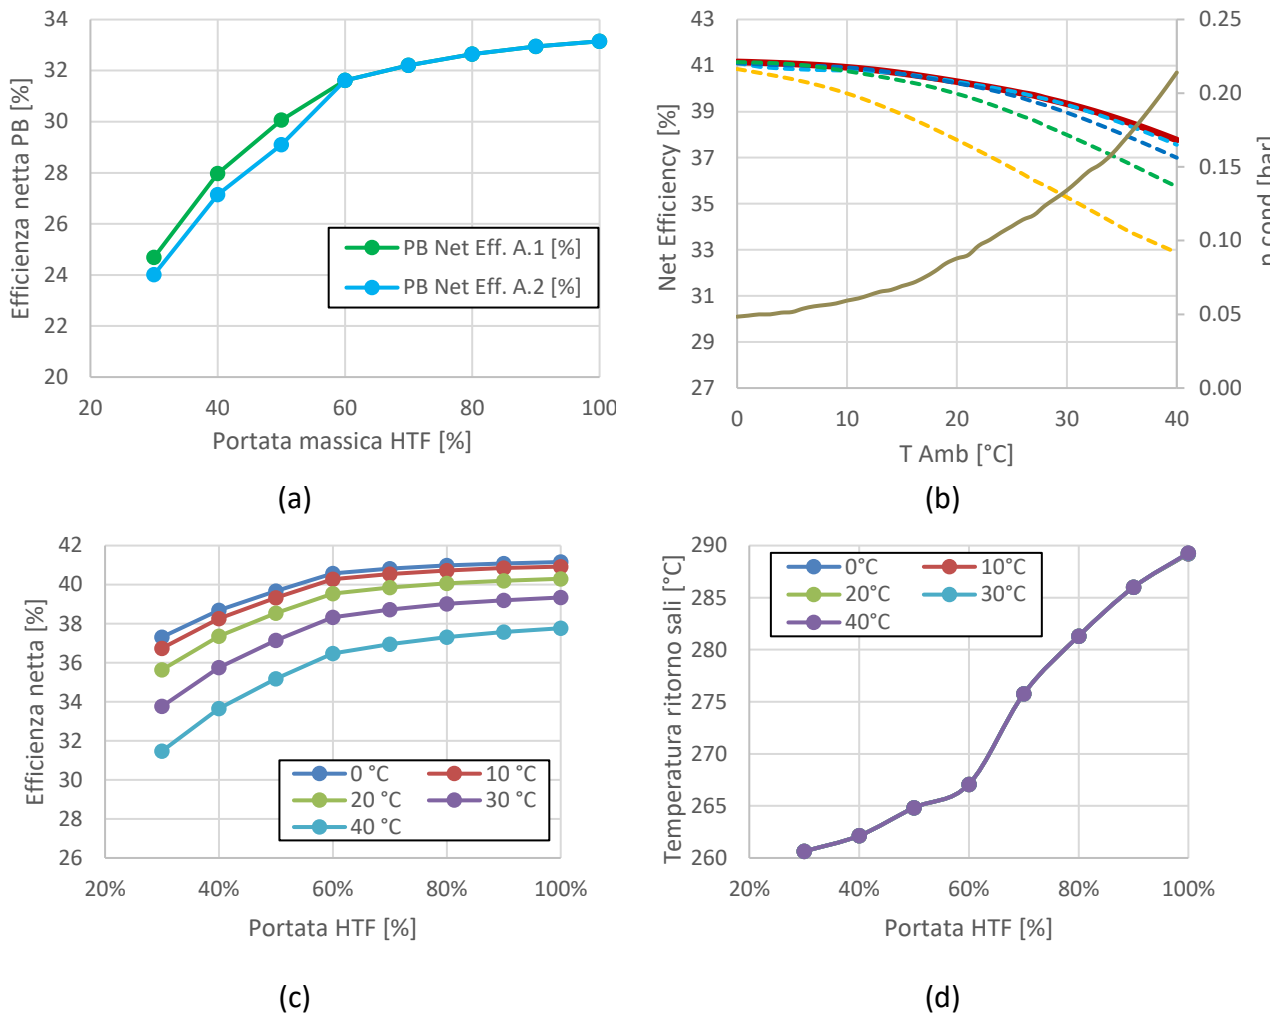 34
32
30
28
26
24
22
20
20
40
60
80
100
Efficienza netta PB [%]
Portata massica HTF [%]
PB Net Eff. A.1 [%]
PB Net Eff. A.2 [%]
(a)
43
41
39
37
35
33
31
29
27
0
10
20
30
40
0.25
0.20
0.15
0.10
0.05
0.00
Net Efficiency [%]
T Amb [°C]
p cond [bar]
(b)
42
40
38
36
34
32
30
28
26
20%
40%
60%
80%
100%
Efficienza netta [%]
Portata HTF [%]
0 °C
10 °C
20 °C
30 °C
40 °C
(c)
290
285
280
275
270
265
260
20%
40%
60%
80%
100%
Temperatura ritorno sali [°C]
Portata HTF [%]
0°C
10°C
20°C
30°C
40°C
(d)